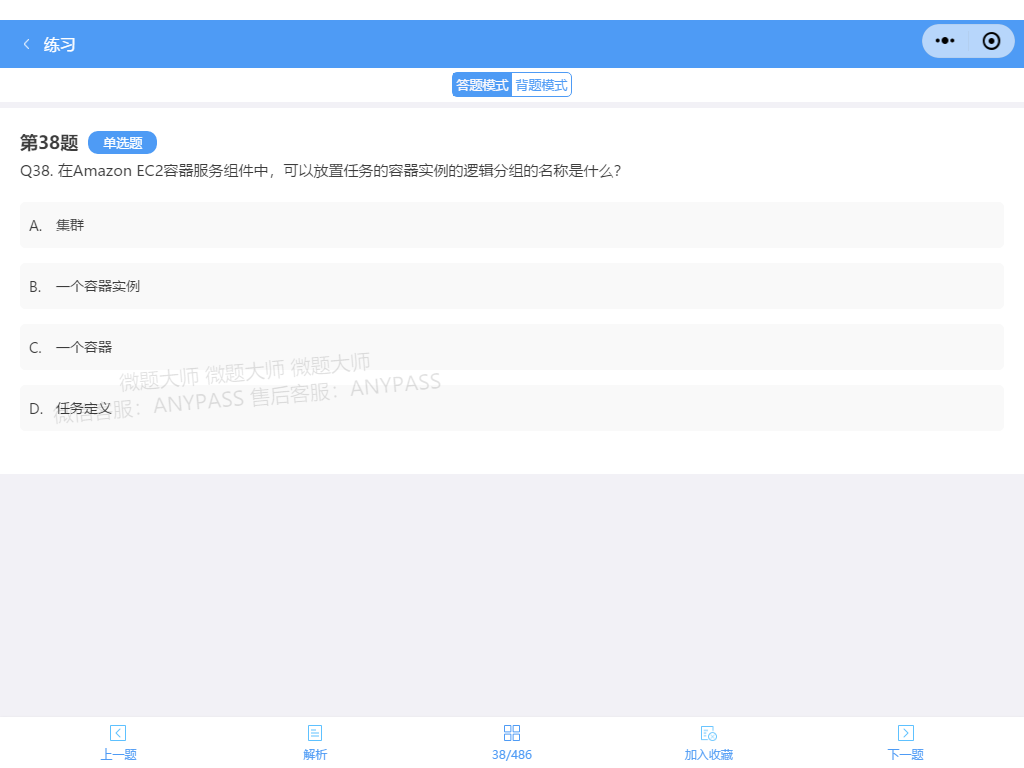 练习
答题模式 背题模式
第38题 单选题
Q38. 在Amazon EC2容器服务组件中，可以放置任务的容器实例的逻辑分组的名称是什么?
A. 集群
B. 一个容器实例
C. 一个容器
微题大师 微题大师 微题大师
微信客服：ANYPASS 售后客服：ANYPASS
D. 任务定义
上一题 解析 38/486 加入收藏 下一题